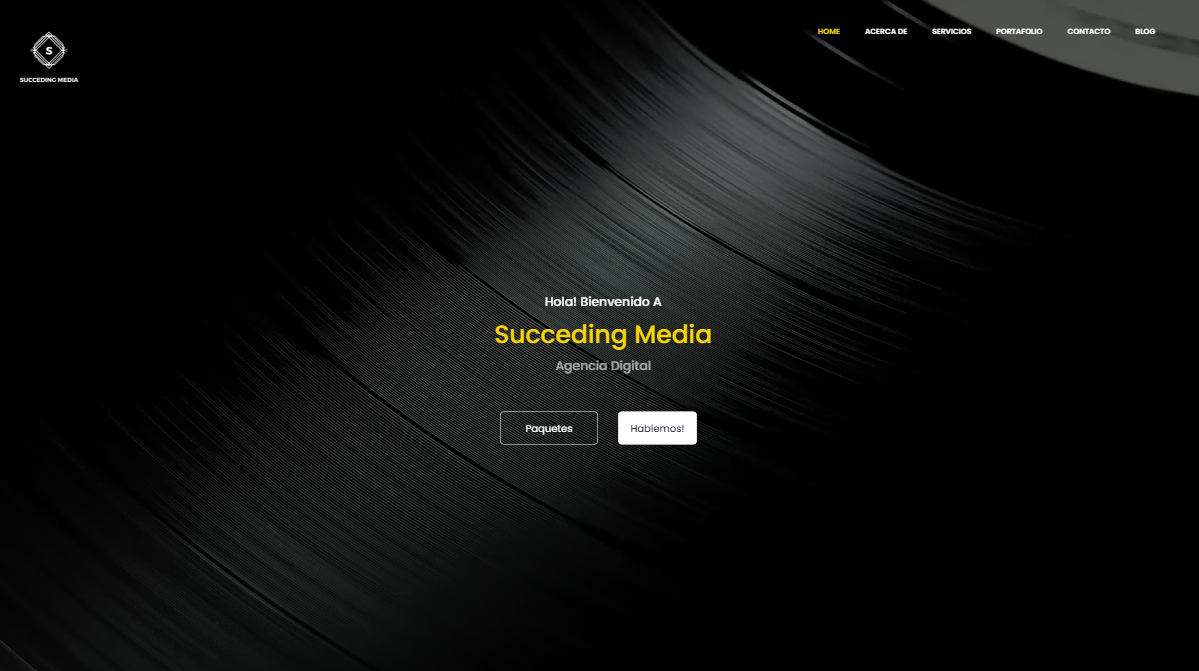 S
SUCCEDING MEDIA
HOME ACERCA DE SERVICIOS PORTAFOLIO CONTACTO BLOG
Hola! Bienvenido A
Succeding Media
Agencia Digital
Paquetes Hablemos!